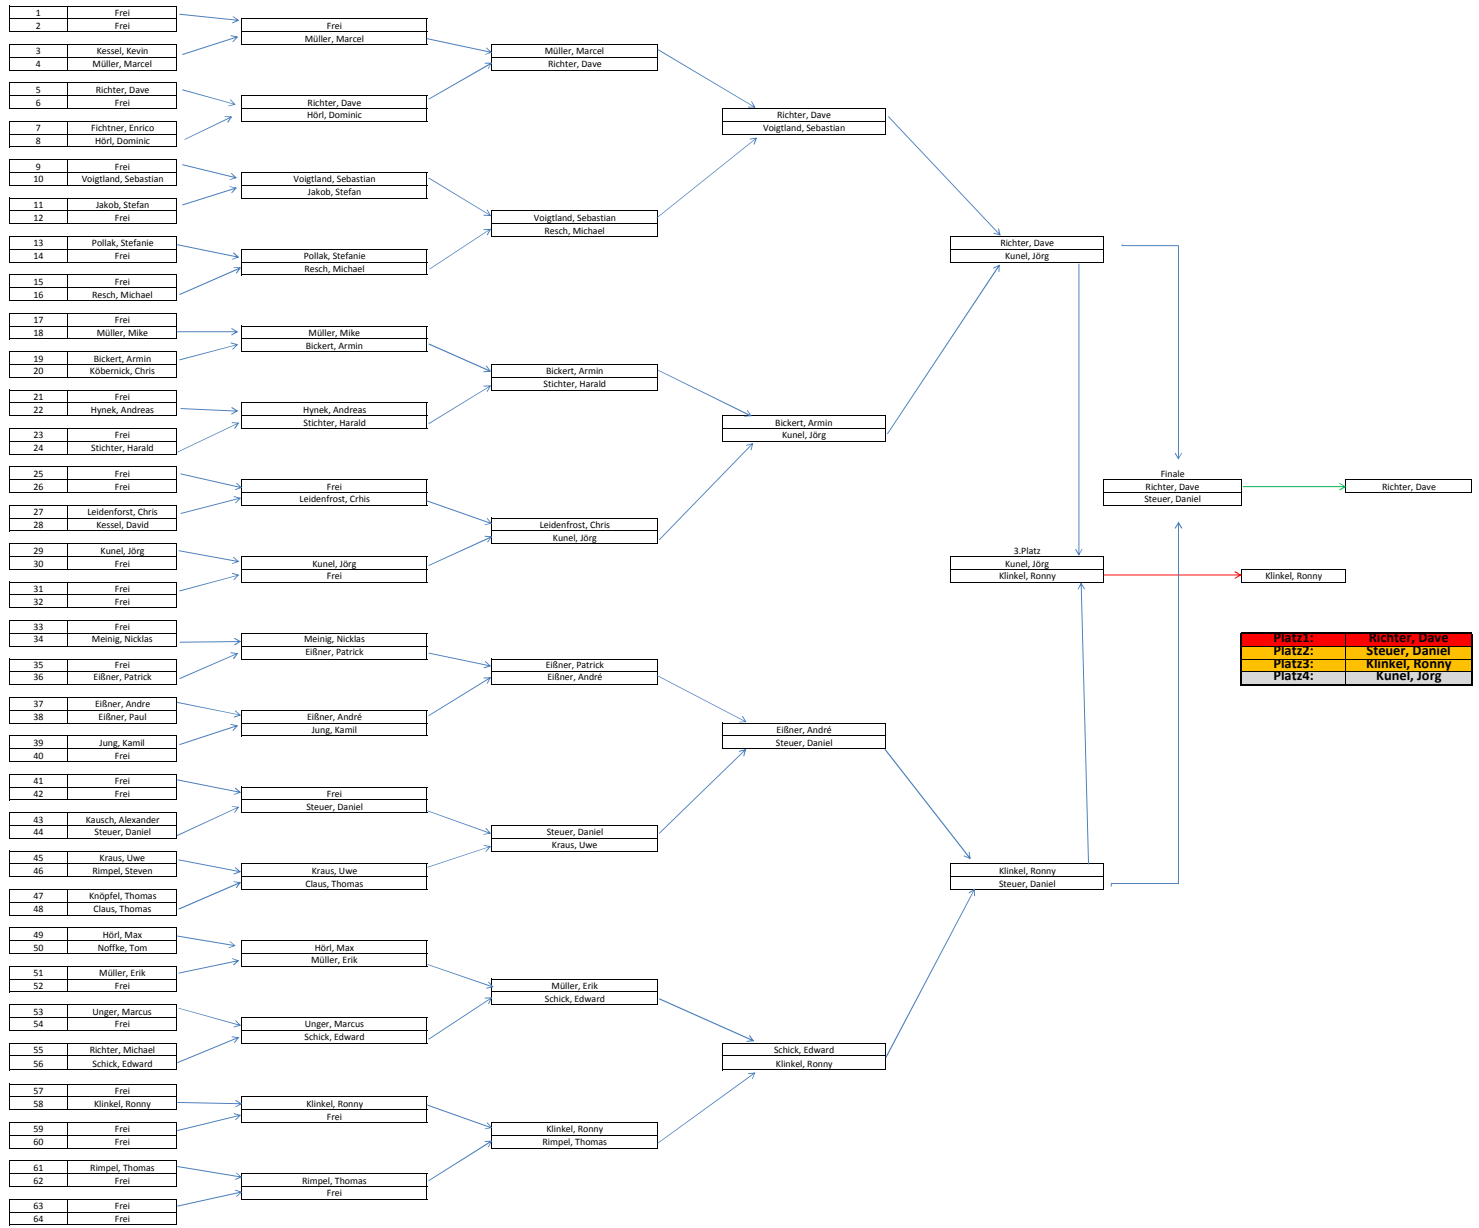 1 Frei
2 Frei
3 Kessel, Kevin
4 Müller, Marcel
5 Richter, Dave
6 Frei
7 Fichtner, Enrico
8 Hörl, Dominic
9 Frei
10 Voigtland, Sebastian
11 Jakob, Stefan
12 Frei
13 Pollak, Stefanie
14 Frei
15 Frei
16 Resch, Michael
17 Frei
18 Müller, Mike
19 Bickert, Armin
20 Köbernick, Chris
21 Frei
22 Hynek, Andreas
23 Frei
24 Stichter, Harald
25 Frei
26 Frei
27 Leidenforst, Chris
28 Kessel, David
29 Kunel, Jörg
30 Frei
31 Frei
32 Frei
33 Frei
34 Meinig, Nicklas
35 Frei
36 Eißner, Patrick
37 Eißner, Andre
38 Eißner, Paul
39 Jung, Kamil
40 Frei
41 Frei
42 Frei
43 Kausch, Alexander
44 Steuer, Daniel
45 Kraus, Uwe
46 Rimpel, Steven
47 Knöpfel, Thomas
48 Claus, Thomas
49 Hörl, Max
50 Noffke, Tom
51 Müller, Erik
52 Frei
53 Unger, Marcus
54 Frei
55 Richter, Michael
56 Schick, Edward
57 Frei
58 Klinkel, Ronny
59 Frei
60 Frei
61 Rimpel, Thomas
62 Frei
63 Frei
64 Frei
Frei
Müller, Marcel
Richter, Dave
Hörl, Dominic
Voigtland, Sebastian
Jakob, Stefan
Pollak, Stefanie
Resch, Michael
Müller, Mike
Bickert, Armin
Hynek, Andreas
Stichter, Harald
Frei
Leidenfrost, Crhis
Kunel, Jörg
Frei
Meinig, Nicklas
Eißner, Patrick
Eißner, André
Jung, Kamil
Frei
Steuer, Daniel
Kraus, Uwe
Claus, Thomas
Hörl, Max
Müller, Erik
Unger, Marcus
Schick, Edward
Klinkel, Ronny
Frei
Rimpel, Thomas
Frei
Müller, Marcel
Richter, Dave
Voigtland, Sebastian
Resch, Michael
Bickert, Armin
Stichter, Harald
Leidenfrost, Chris
Kunel, Jörg
Eißner, Patrick
Eißner, André
Steuer, Daniel
Kraus, Uwe
Müller, Erik
Schick, Edward
Klinkel, Ronny
Rimpel, Thomas
Richter, Dave
Voigtland, Sebastian
Bickert, Armin
Kunel, Jörg
Eißner, André
Steuer, Daniel
Schick, Edward
Klinkel, Ronny
Richter, Dave
Kunel, Jörg
3.Platz
Kunel, Jörg
Klinkel, Ronny
Klinkel, Ronny
Steuer, Daniel
Finale
Richter, Dave
Steuer, Daniel
Richter, Dave
Klinkel, Ronny
Platz1: Richter, Dave
Platz2: Steuer, Daniel
Platz3: Klinkel, Ronny
Platz4: Kunel, Jörg